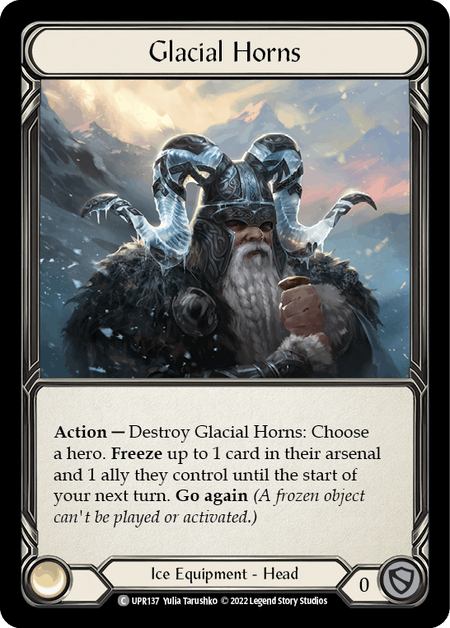 Glacial Horns
Action — Destroy Glacial Horns: Choose
a hero. Freeze up to 1 card in their arsenal
and 1 ally they control until the start of
your next turn. Go again (A frozen object
can't be played or activated.)
Ice Equipment - Head
0
C UPR137 Yulia Tarushko © 2022 Legend Story Studios